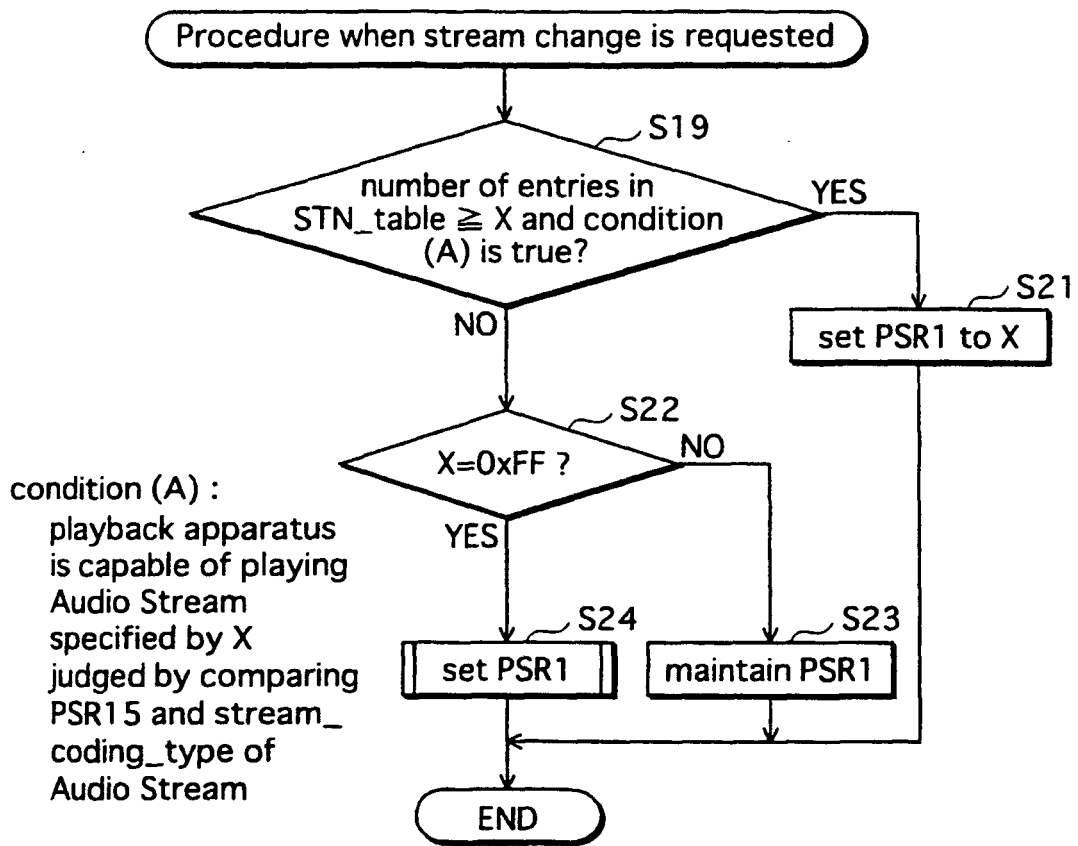 Procedure when stream change is requested
S19
number of entries in
STN_table ≧ X and condition
(A) is true?
YES
NO
S21
set PSR1 to X
S22
X=0xFF ?
NO
YES
condition (A) :
playback apparatus
is capable of playing
Audio Stream
specified by X
judged by comparing
PSR15 and stream_
coding_type of
Audio Stream
S24
set PSR1
S23
maintain PSR1
END